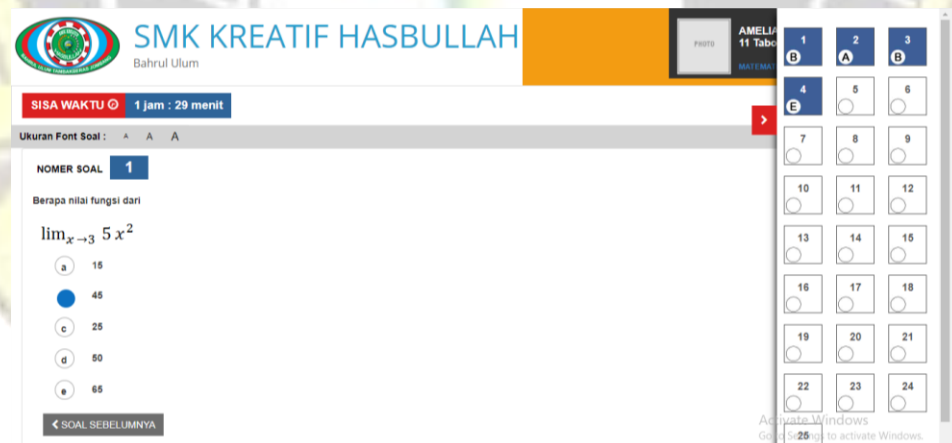 SMK KREATIF HASBULLAH
Bahrul Ulum
PHOTO
AMELIA
11 Tabo
MATEMAT
SISA WAKTU 1 jam : 29 menit
Ukuran Font Soal : A A A
NOMER SOAL 1
Berapa nilai fungsi dari
lim x→3 5 x²
a 15
45
c 25
d 50
e 65
SOAL SEBELUMNYA
1 2 3
B A B
4 5 6
E
7 8 9
10 11 12
13 14 15
16 17 18
19 20 21
22 23 24
25
Activate Windows
Go to Settings to activate Windows.